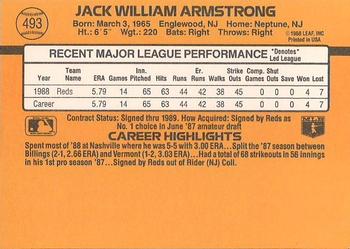 493
JACK WILLIAM ARMSTRONG
Born: March 3, 1965 Englewood, NJ Home: Neptune, NJ
Ht: 6'5" Wgt: 220 Bats: Right Throws: Right
© 1988 LEAF, INC.
Printed in USA
RECENT MAJOR LEAGUE PERFORMANCE *Denotes* Led League
Year Team Name ERA Games Inn. Pitched Hits Runs Er. Runs Walks Strike Outs Comp. Games Shut Outs Saves Won Lost
1988 Reds 5.79 14 65 63 44 42 38 45 0 0 0 4 7
Career 5.79 14 65 63 44 42 38 45 0 0 0 4 7
Contract Status: Signed thru 1989. How Acquired: Signed by Reds as
No. 1 choice in June '87 amateur draft
CAREER HIGHLIGHTS
Spent most of '88 at Nashville where he was 5-5 with 3.00 ERA... Split the '87 season between
Billings (2-1, 2.66 ERA) and Vermont (1-2, 3.03 ERA)... Had a total of 68 strikeouts in 56 innings
in his 1st pro season '87... Signed by Reds out of Rider (NJ) Coll.